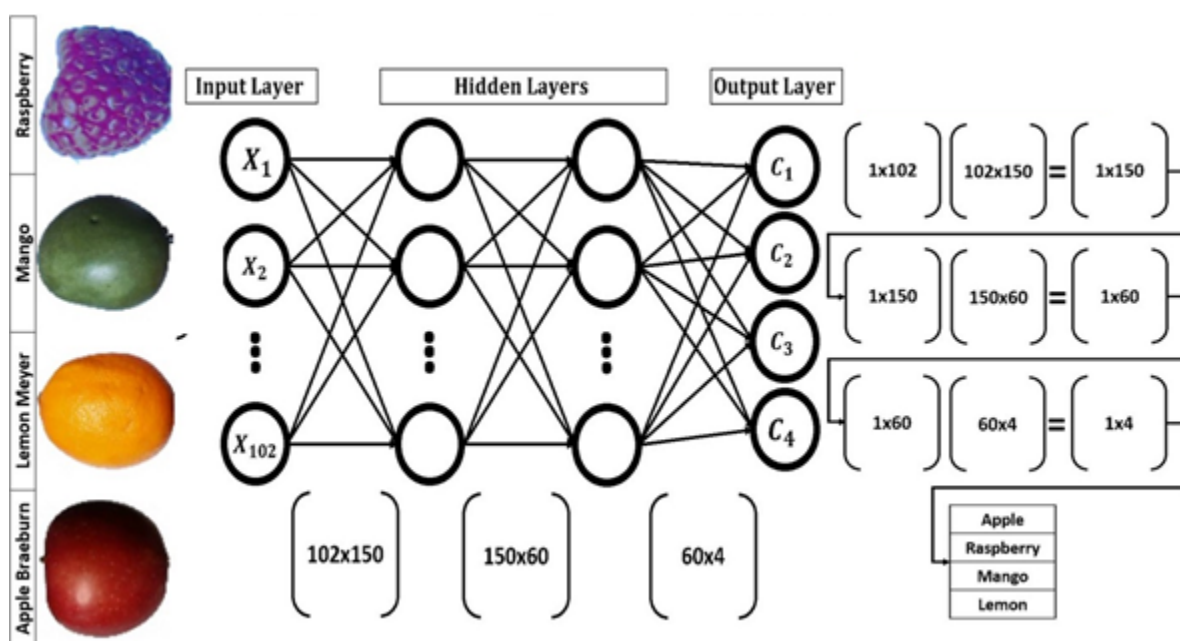 Raspberry
Mango
Lemon Meyer
Apple Braeburn
Input Layer
Hidden Layers
Output Layer
X₁
X₂
X₁₀₂
C₁
C₂
C₃
C₄
102x150
150x60
60x4
1x102 102x150 = 1x150
1x150 150x60 = 1x60
1x60 60x4 = 1x4
Apple
Raspberry
Mango
Lemon